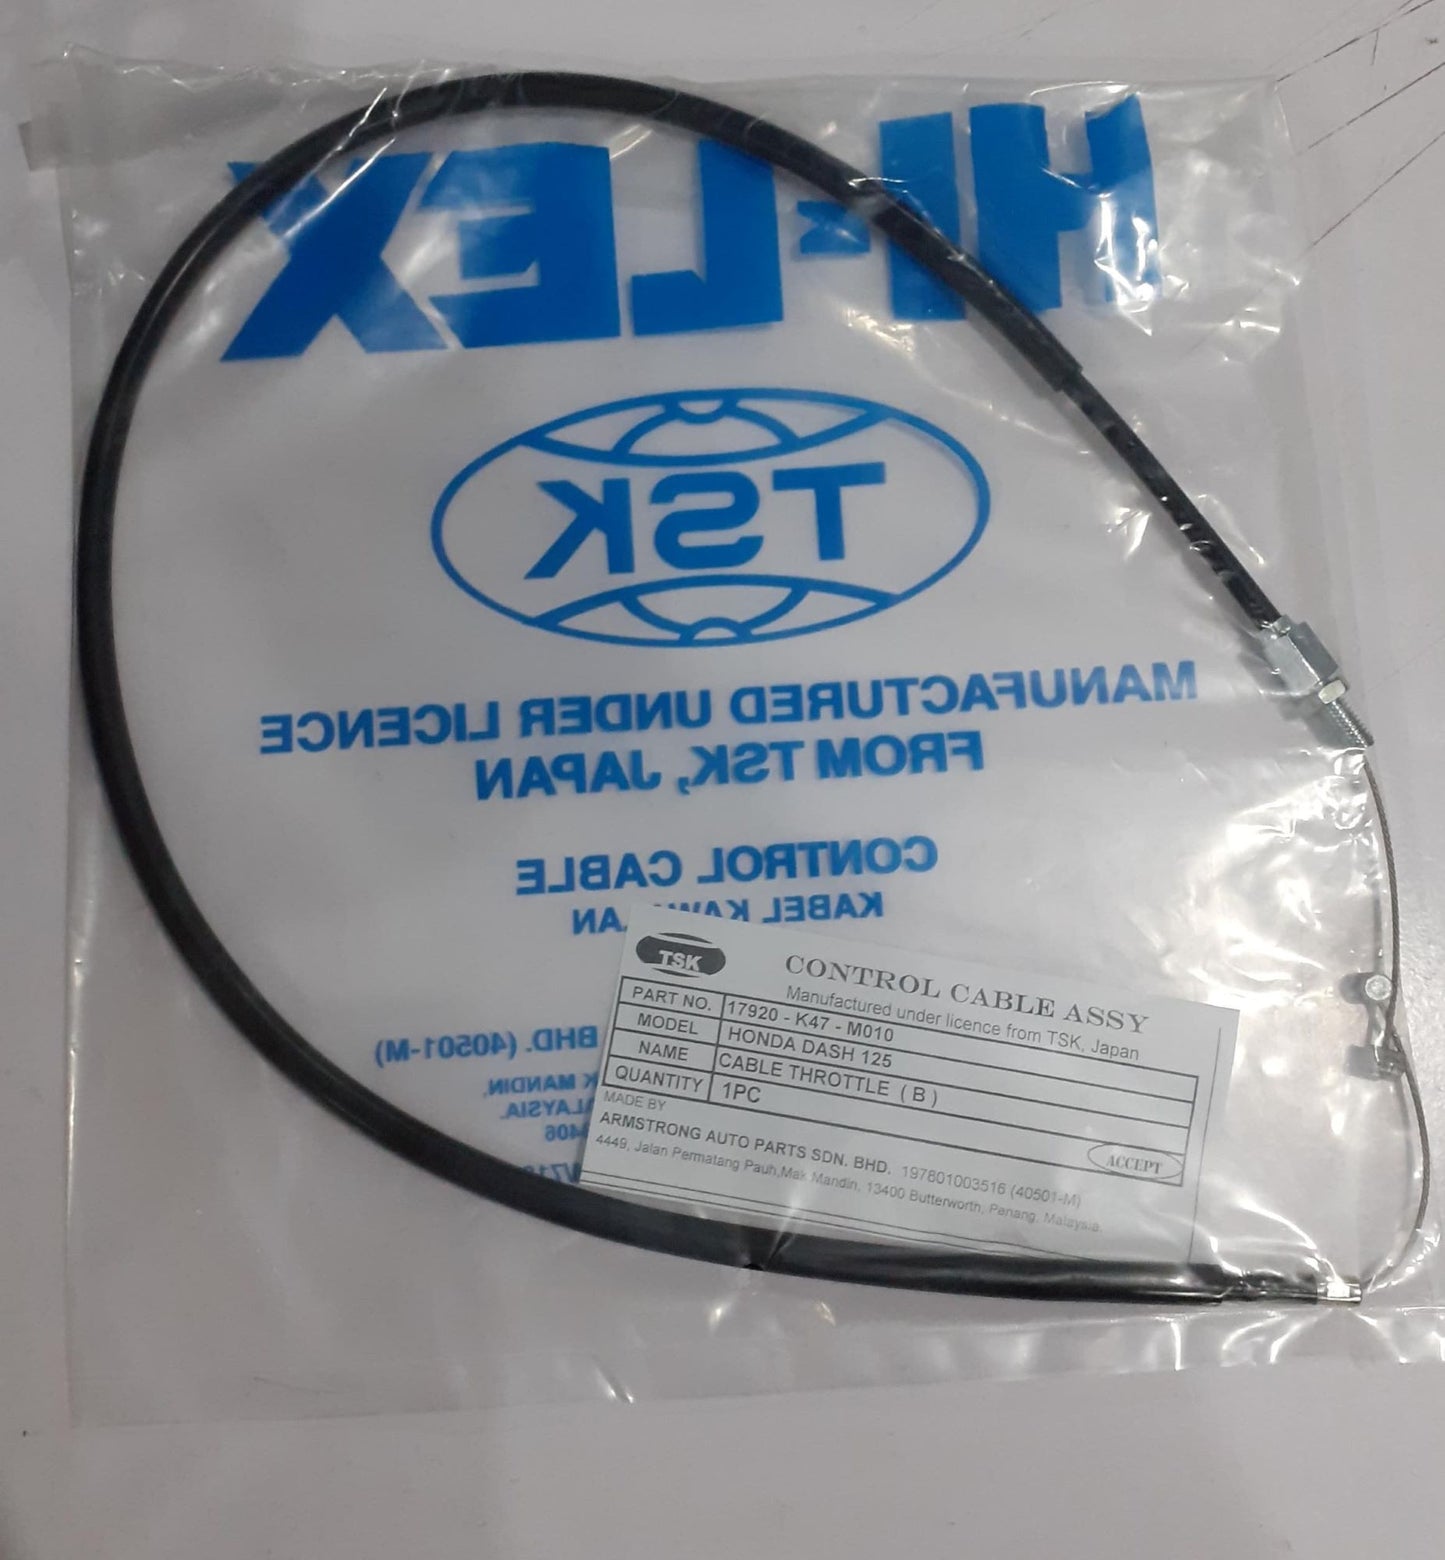 HI-LEX
TSK
MANUFACTURED UNDER LICENCE
FROM TSK, JAPAN
CONTROL CABLE
KABEL
BHD. (40501-M)
MANDIN,
TSK
CONTROL CABLE ASSY
Manufactured under licence from TSK, Japan
PART NO. 17920 - K47 - M010
MODEL HONDA DASH 125
NAME CABLE THROTTLE ( B )
QUANTITY 1PC
ACCEPT
MADE BY
ARMSTRONG AUTO PARTS SDN. BHD. 197801003516 (40501-M)
4449, Jalan Permatang Pauh,Mak Mandin, 13400 Butterworth, Penang, Malaysia.